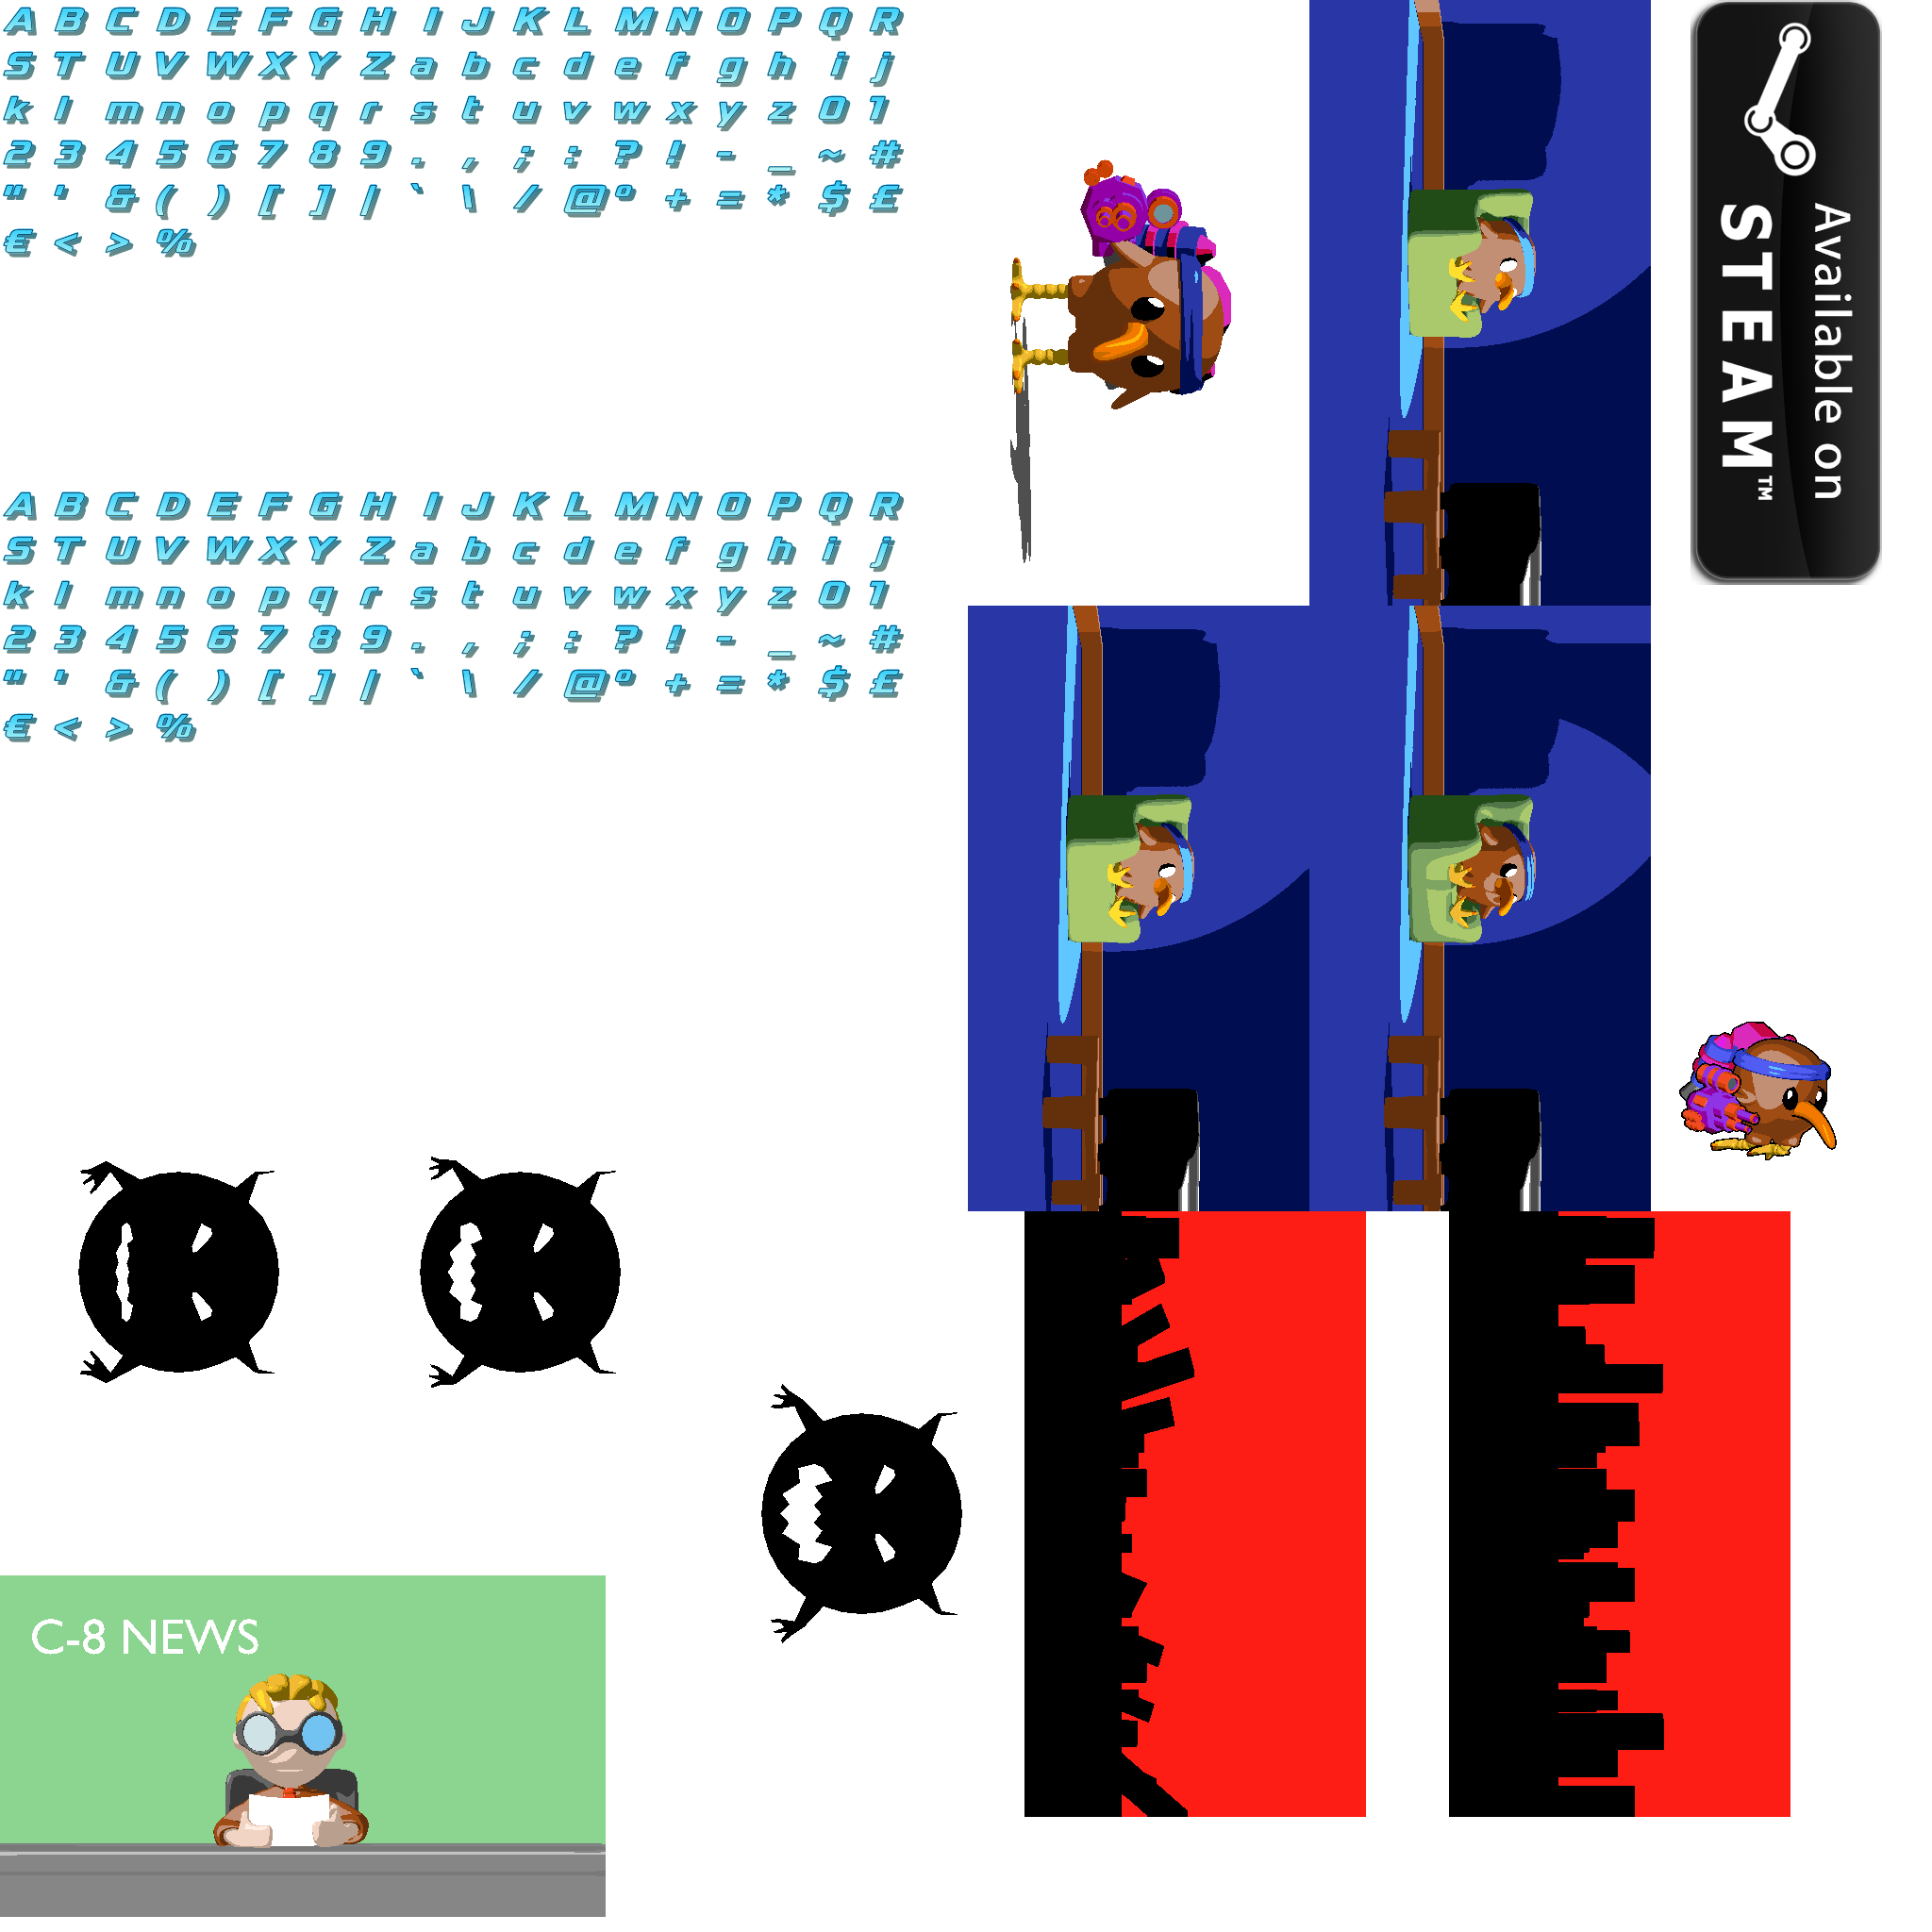 A B C D E F G H I J K L M N O P Q R
S T U V W X Y Z a b c d e f g h i j
k l m n o p q r s t u v w x y z 0 1
2 3 4 5 6 7 8 9 . , ; : ? ! - _ ~ #
" ' & ( ) [ ] | ` \ / @ º + = * $ £
€ < > %
Available on
STEAM™
A B C D E F G H I J K L M N O P Q R
S T U V W X Y Z a b c d e f g h i j
k l m n o p q r s t u v w x y z 0 1
2 3 4 5 6 7 8 9 . , ; : ? ! - _ ~ #
" ' & ( ) [ ] | ` \ / @ º + = * $ £
€ < > %
C-8 NEWS